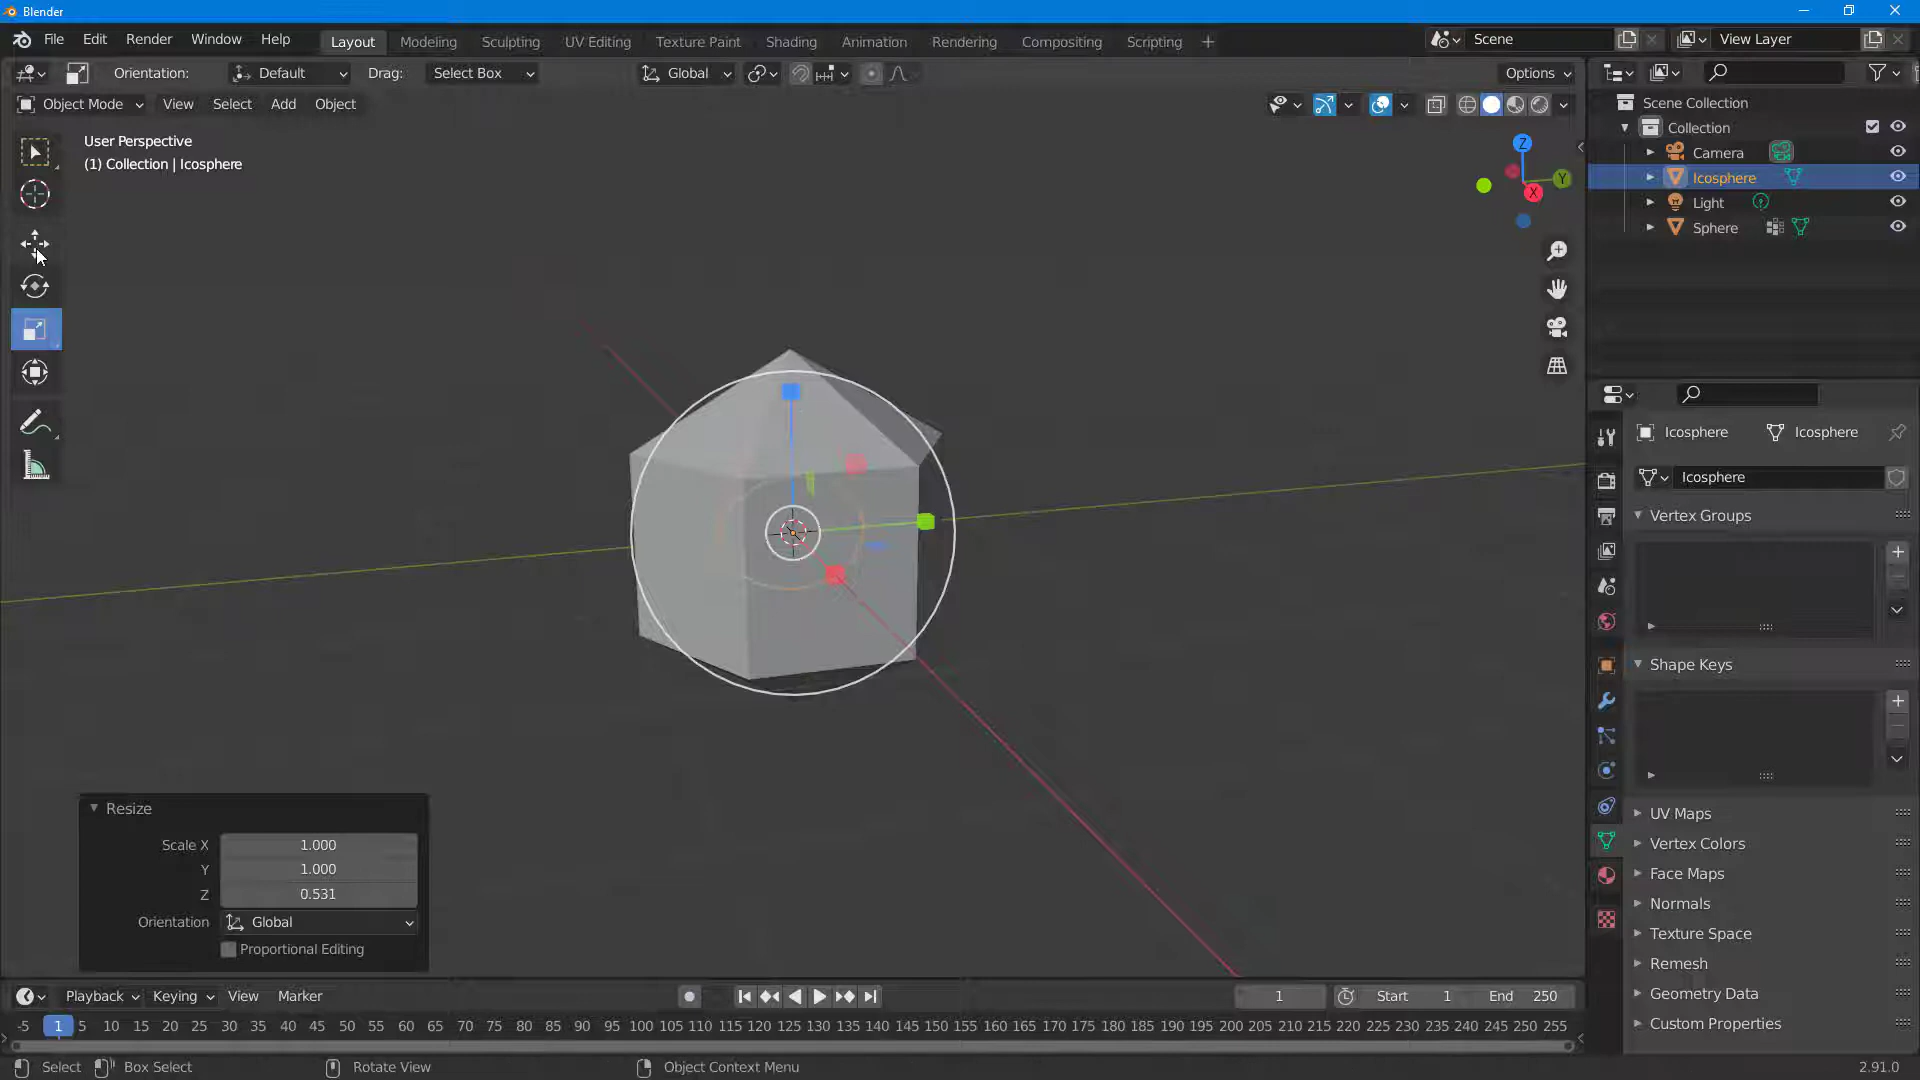 Blender
File Edit Render Window Help Layout Modeling Sculpting UV Editing Texture Paint Shading Animation Rendering Compositing Scripting + Scene View Layer
Orientation: Default Drag: Select Box Global Options
Object Mode View Select Add Object
User Perspective
(1) Collection | Icosphere
Z
Y
X
Scene Collection
Collection
Camera
Icosphere
Light
Sphere
Icosphere Icosphere
Icosphere
Vertex Groups
Shape Keys
UV Maps
Vertex Colors
Face Maps
Normals
Texture Space
Remesh
Geometry Data
Custom Properties
Resize
Scale X 1.000
Y 1.000
Z 0.531
Orientation Global
Proportional Editing
Playback Keying View Marker 1 Start 1 End 250
-5 1 5 10 15 20 25 30 35 40 45 50 55 60 65 70 75 80 85 90 95 100 105 110 115 120 125 130 135 140 145 150 155 160 165 170 175 180 185 190 195 200 205 210 215 220 225 230 235 240 245 250 255
Select Box Select Rotate View Object Context Menu 2.91.0